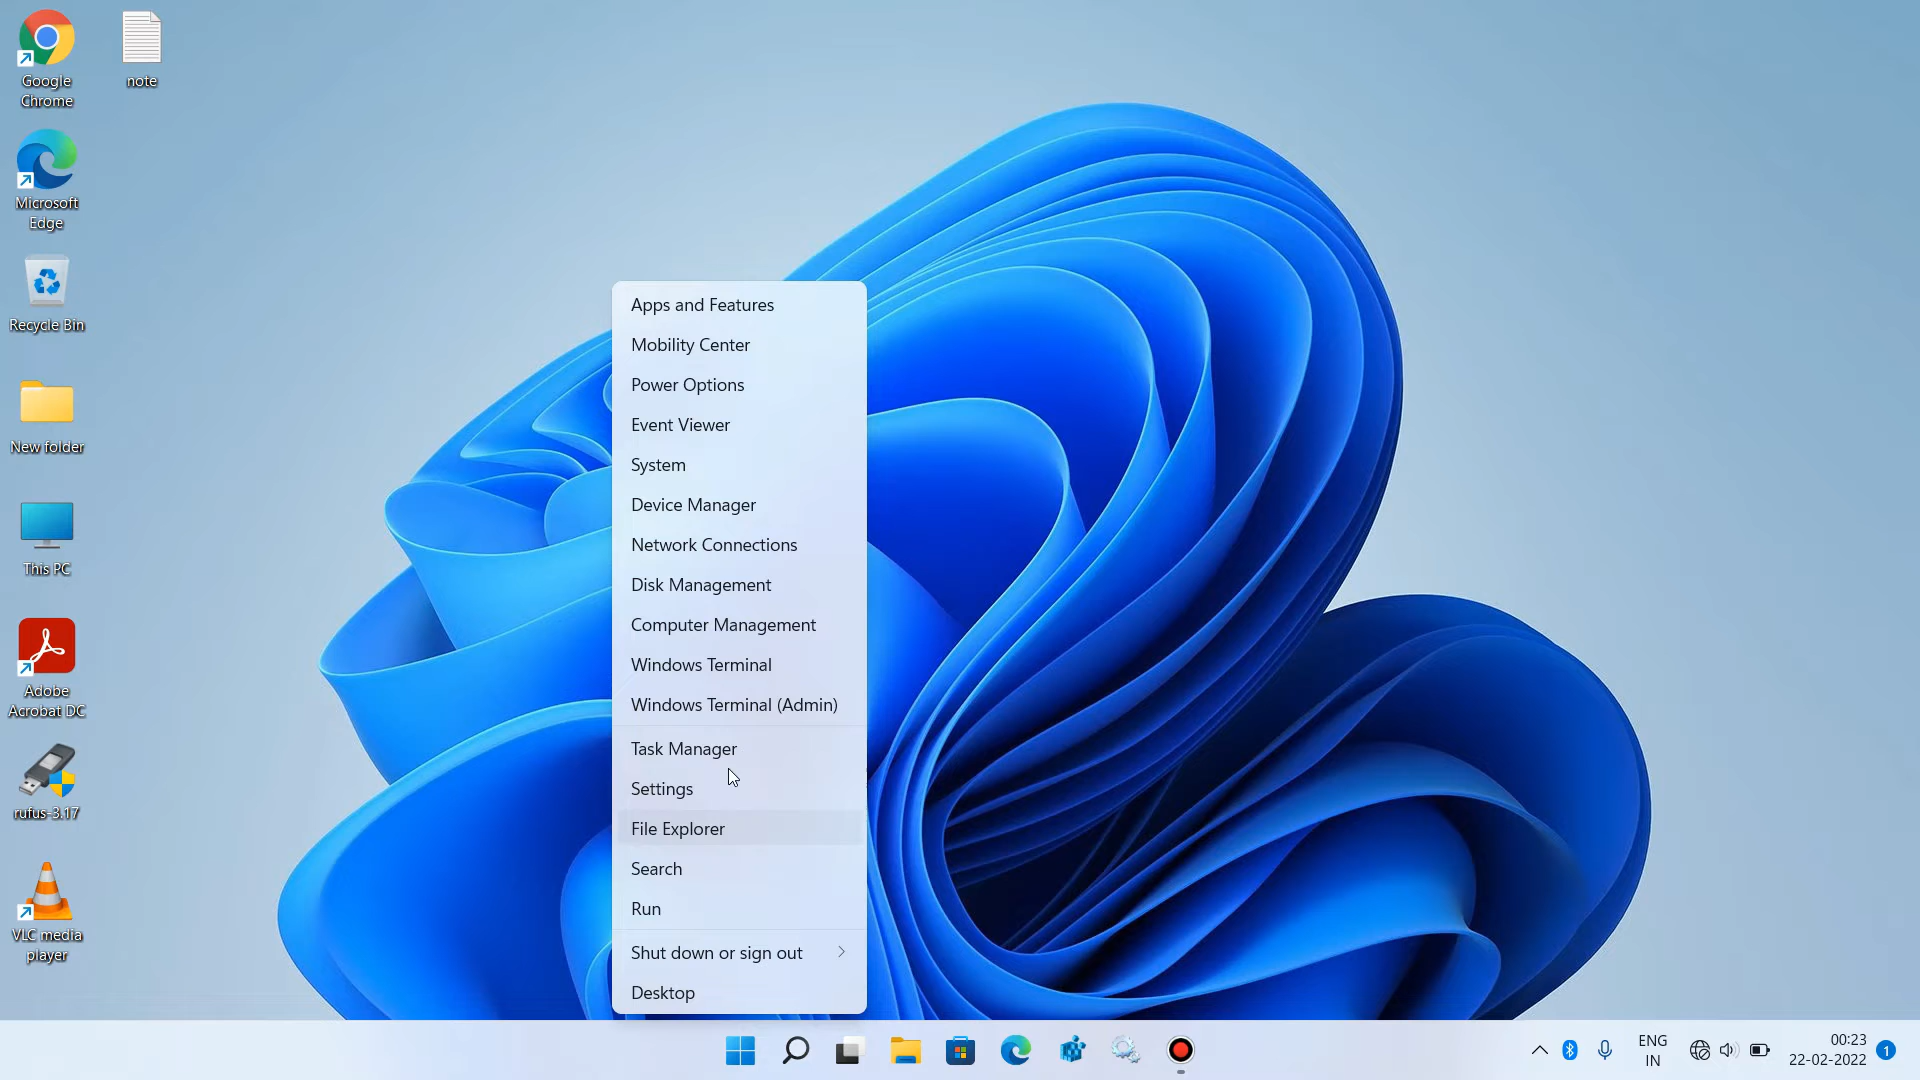 Google
Chrome
note
Microsoft
Edge
Recycle Bin
New folder
This PC
Adobe
Acrobat DC
rufus-3.17
VLC media
player
Apps and Features
Mobility Center
Power Options
Event Viewer
System
Device Manager
Network Connections
Disk Management
Computer Management
Windows Terminal
Windows Terminal (Admin)
Task Manager
Settings
File Explorer
Search
Run
Shut down or sign out
Desktop
ENG
IN
00:23
22-02-2022
1